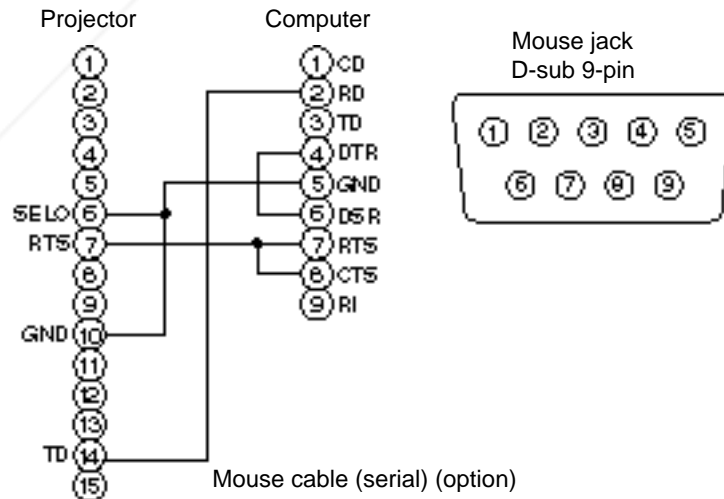 Projector
Computer
Mouse jack
D-sub 9-pin
1
2
3
4
5
SELO 6
RTS 7
8
9
GND 10
11
12
13
TD 14
15
1 CD
2 RD
3 TD
4 DTR
5 GND
6 DSR
7 RTS
8 CTS
9 RI
1 2 3 4 5
6 7 8 9
Mouse cable (serial) (option)